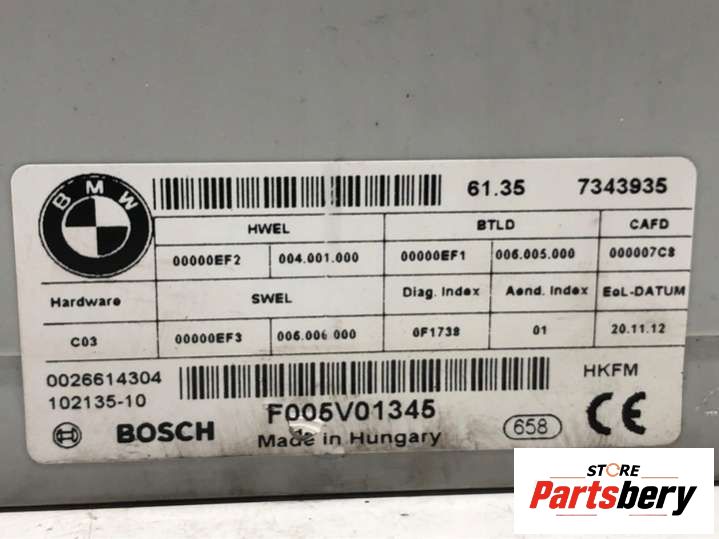 BMW
61.35 7343935
HWEL BTLD CAFD
00000EF2 004.001.000 00000EF1 006.005.000 000007C8
Hardware SWEL Diag. Index Aend. Index EoL-DATUM
C03 00000EF3 005.006 000 0F1738 01 20.11.12
0026614304 HKFM
102135-10
BOSCH F005V01345 658 CE
Made in Hungary
STORE
Partsbery